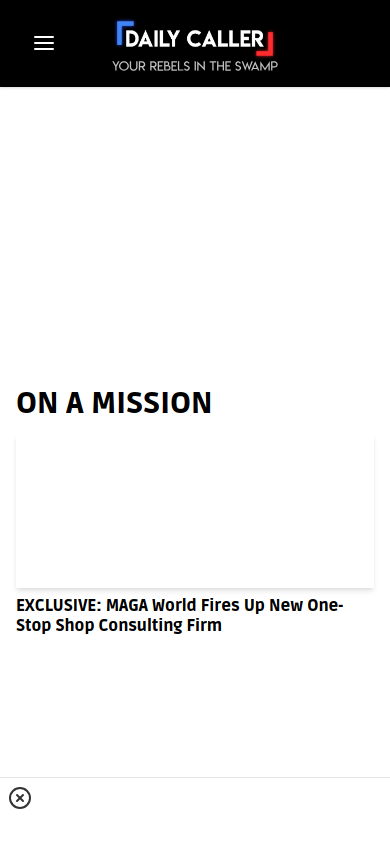 DAILY CALLER
YOUR REBELS IN THE SWAMP
ON A MISSION
EXCLUSIVE: MAGA World Fires Up New One-
Stop Shop Consulting Firm